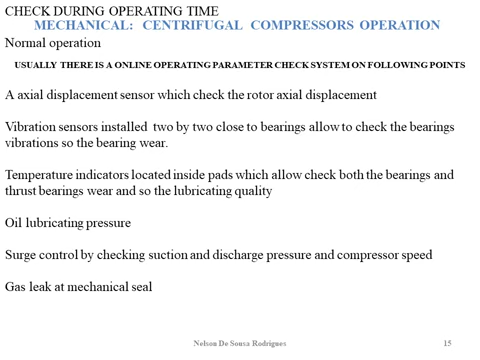 CHECK DURING OPERATING TIME
MECHANICAL: CENTRIFUGAL COMPRESSORS OPERATION
Normal operation
USUALLY THERE IS A ONLINE OPERATING PARAMETER CHECK SYSTEM ON FOLLOWING POINTS
A axial displacement sensor which check the rotor axial displacement
Vibration sensors installed two by two close to bearings allow to check the bearings
vibrations so the bearing wear.
Temperature indicators located inside pads which allow check both the bearings and
thrust bearings wear and so the lubricating quality
Oil lubricating pressure
Surge control by checking suction and discharge pressure and compressor speed
Gas leak at mechanical seal
Nelson De Sousa Rodrigues 15